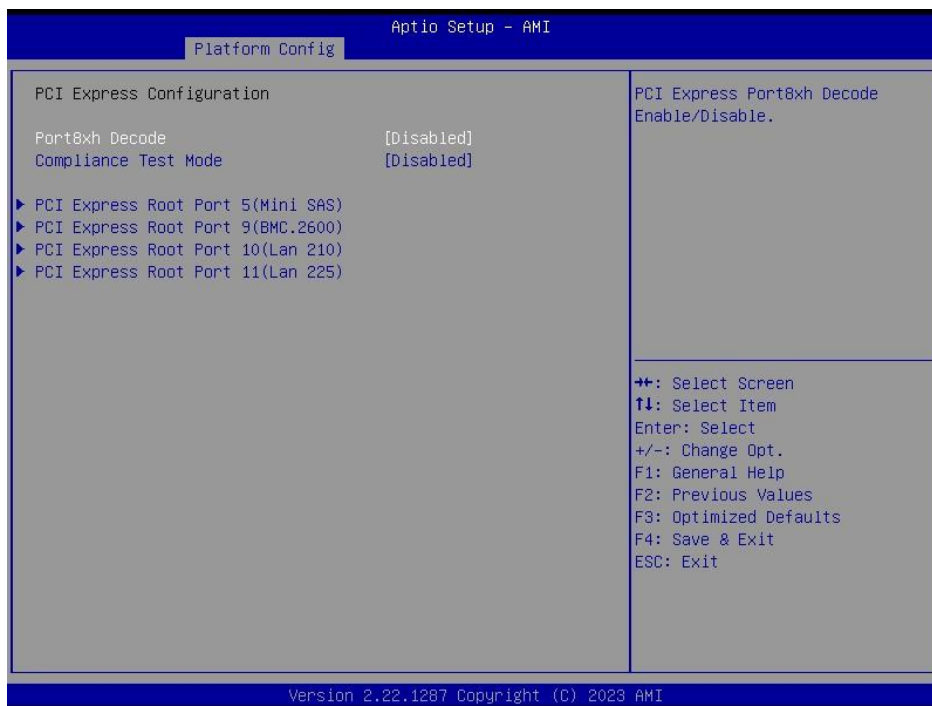 Aptio Setup – AMI
Platform Config
PCI Express Configuration
Port8xh Decode [Disabled]
Compliance Test Mode [Disabled]
PCI Express Root Port 5(Mini SAS)
PCI Express Root Port 9(BMC.2600)
PCI Express Root Port 10(Lan 210)
PCI Express Root Port 11(Lan 225)
PCI Express Port8xh Decode
Enable/Disable.
→←: Select Screen
↑↓: Select Item
Enter: Select
+/-: Change Opt.
F1: General Help
F2: Previous Values
F3: Optimized Defaults
F4: Save & Exit
ESC: Exit
Version 2.22.1287 Copyright (C) 2023 AMI